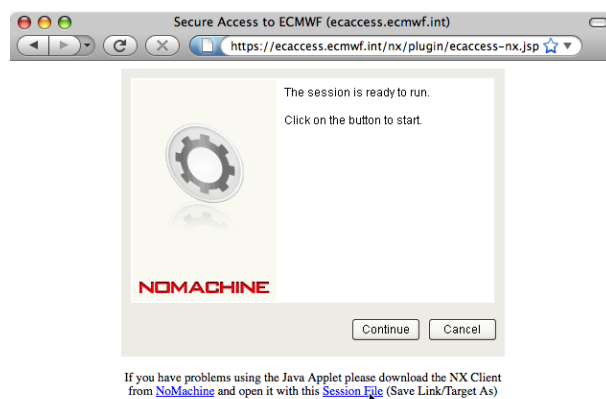 Secure Access to ECMWF (ecaccess.ecmwf.int)
https://ecaccess.ecmwf.int/nx/plugin/ecaccess-nx.jsp
The session is ready to run.
Click on the button to start.
NOMACHINE
Continue Cancel
If you have problems using the Java Applet please download the NX Client
from NoMachine and open it with this Session File (Save Link/Target As)